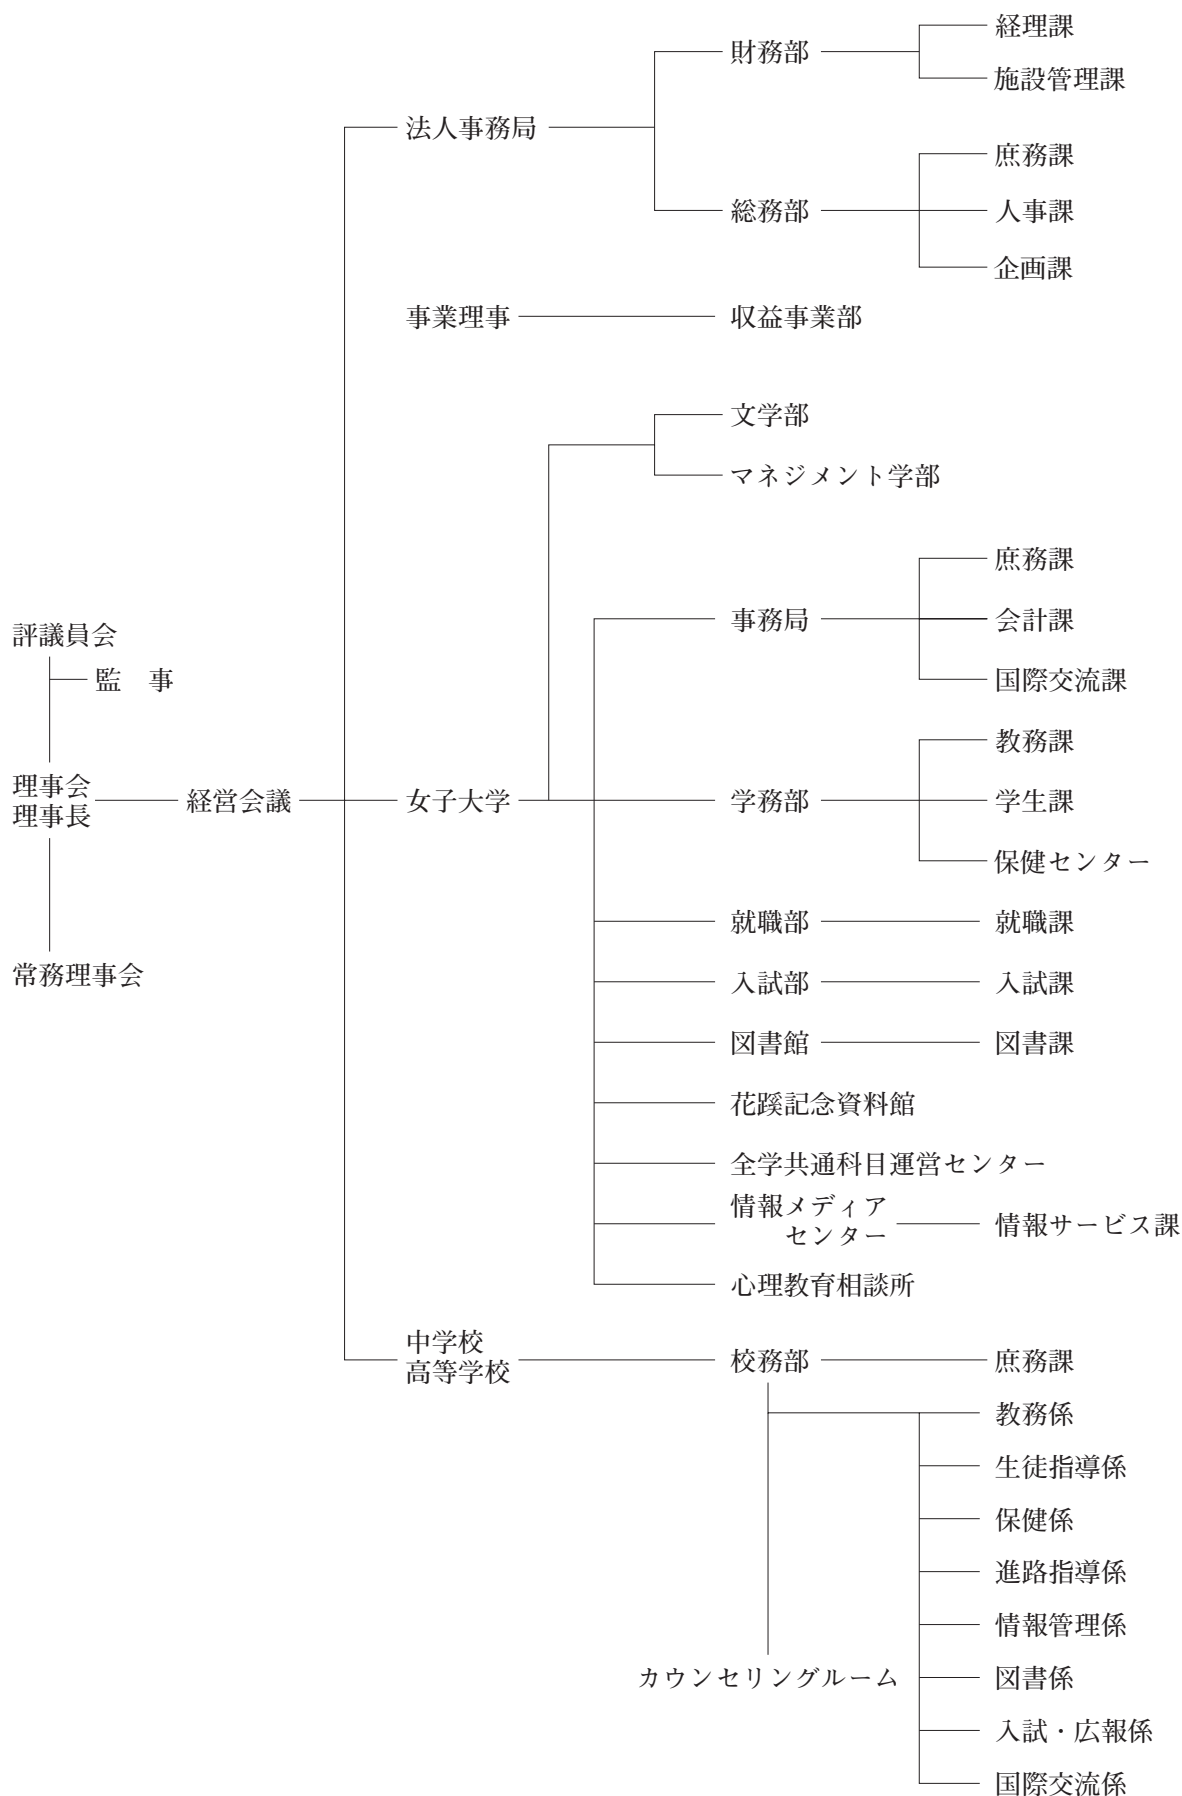 経理課
財務部
施設管理課
法人事務局
庶務課
総務部
人事課
企画課
事業理事
収益事業部
文学部
マネジメント学部
庶務課
事務局
会計課
国際交流課
評議員会
監　事
理事会
理事長
常務理事会
経営会議
女子大学
教務課
学務部
学生課
保健センター
就職部
就職課
入試部
入試課
図書館
図書課
花蹊記念資料館
全学共通科目運営センター
情報メディア
センター
情報サービス課
心理教育相談所
中学校
高等学校
校務部
庶務課
教務係
生徒指導係
保健係
進路指導係
情報管理係
カウンセリングルーム
図書係
入試・広報係
国際交流係